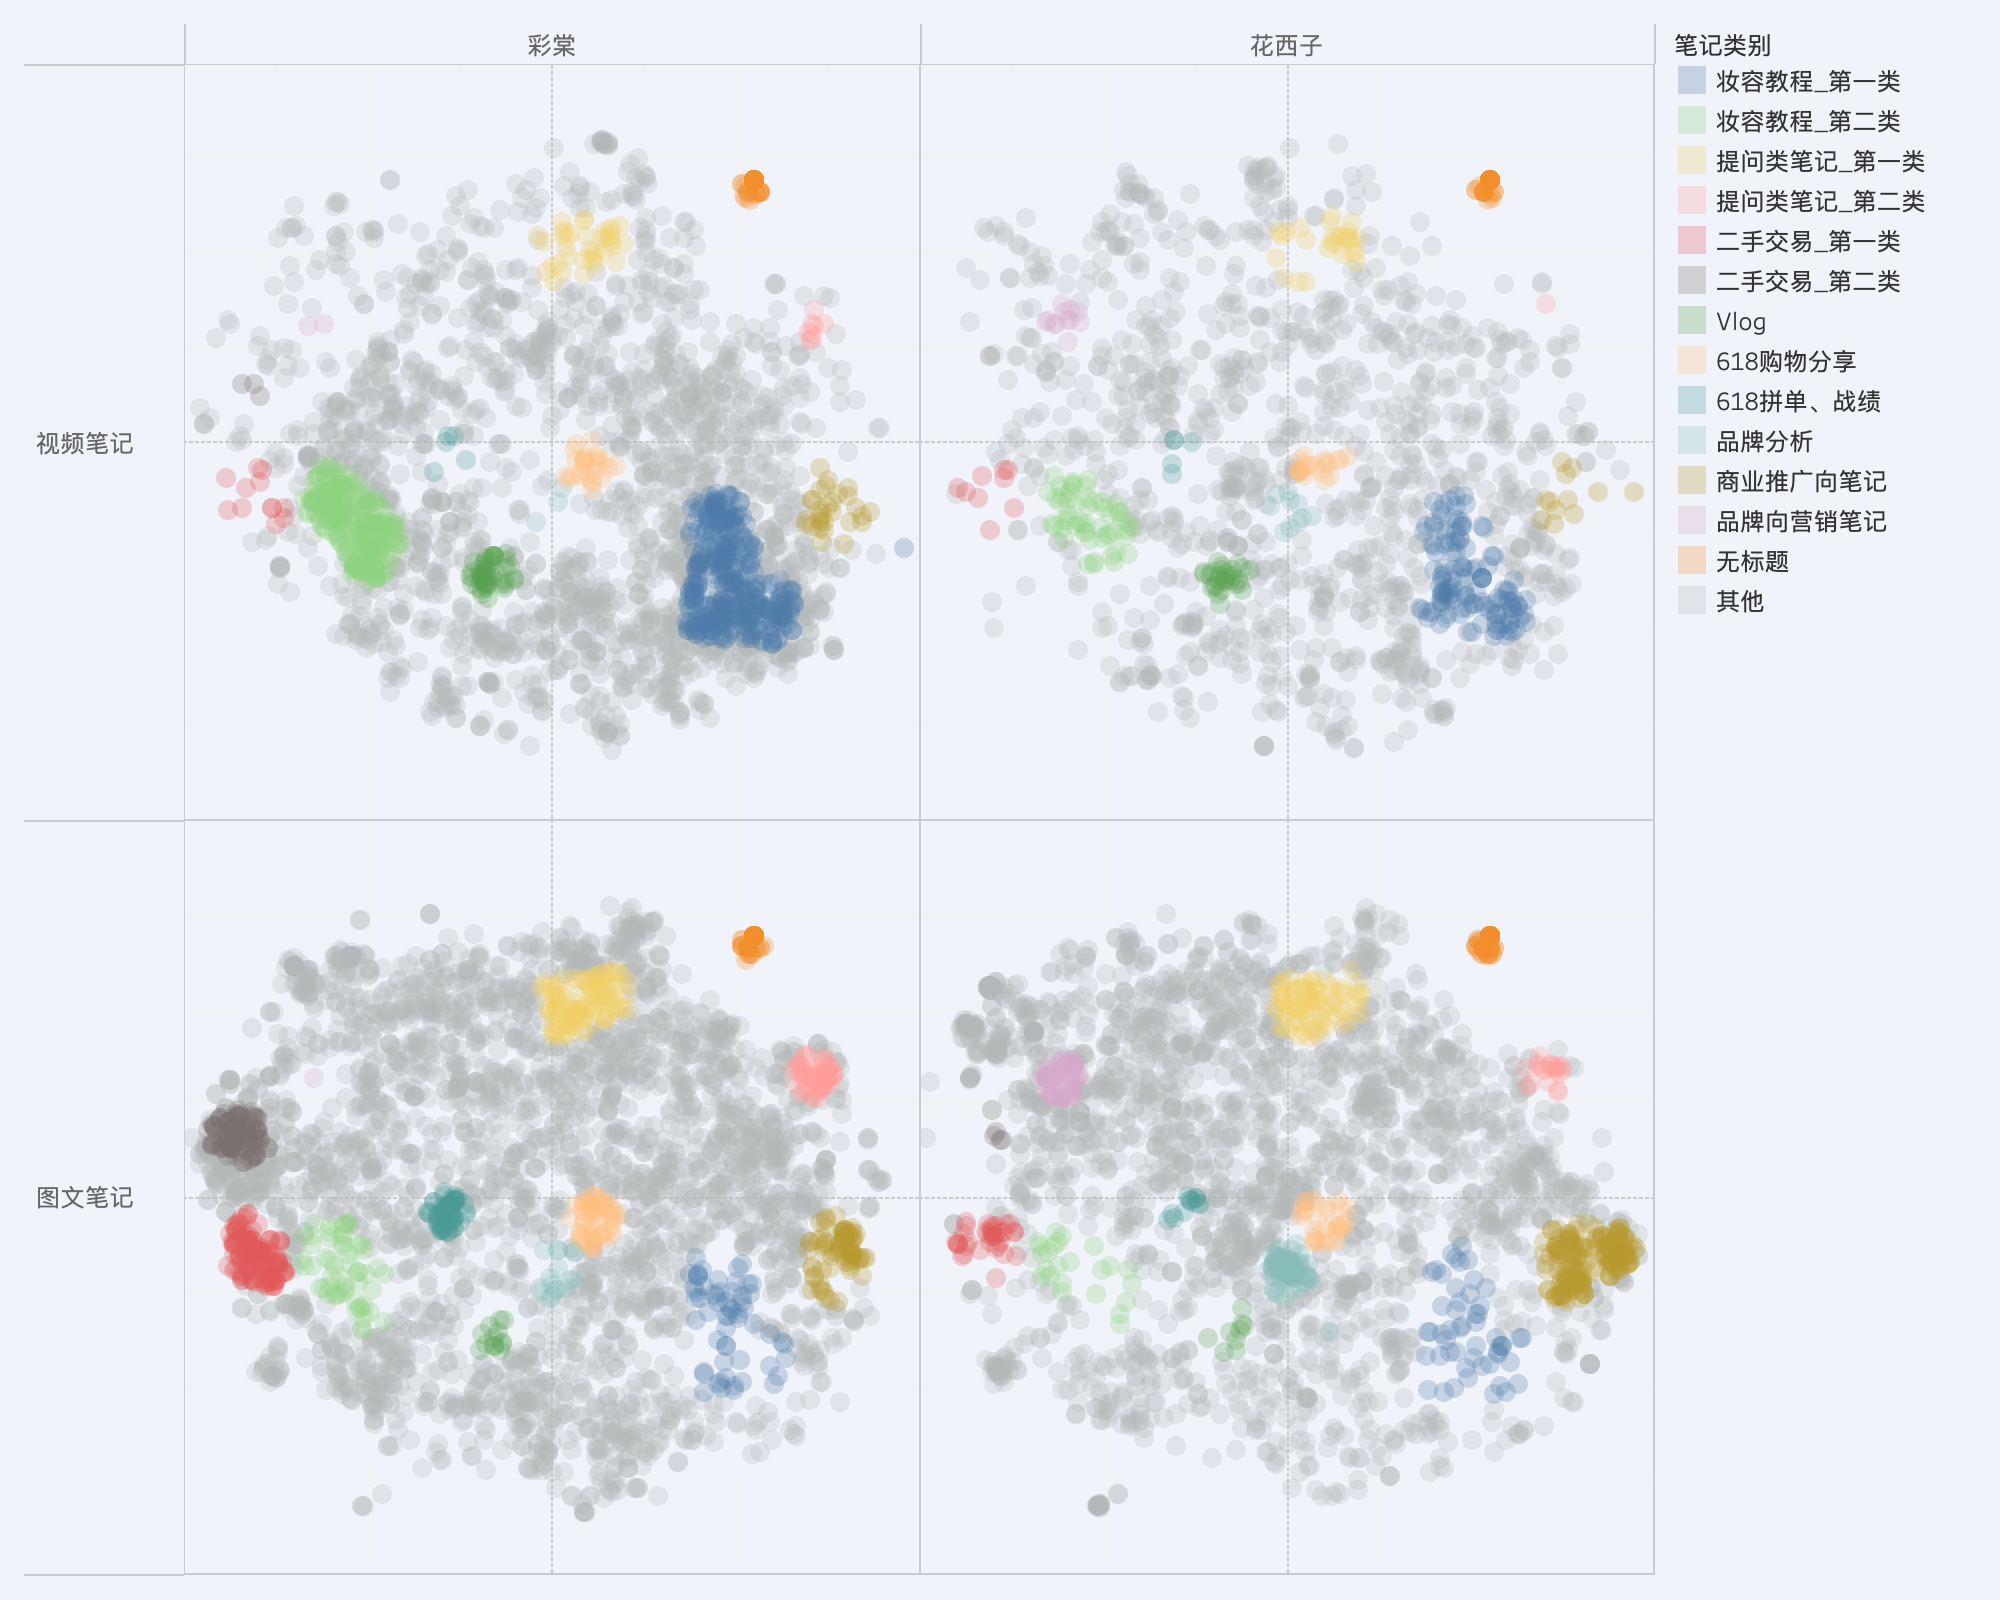 彩棠
花西子
笔记类别
妆容教程_第一类
妆容教程_第二类
提问类笔记_第一类
提问类笔记_第二类
二手交易_第一类
二手交易_第二类
Vlog
618购物分享
618拼单、战绩
品牌分析
商业推广向笔记
品牌向营销笔记
无标题
其他
视频笔记
图文笔记